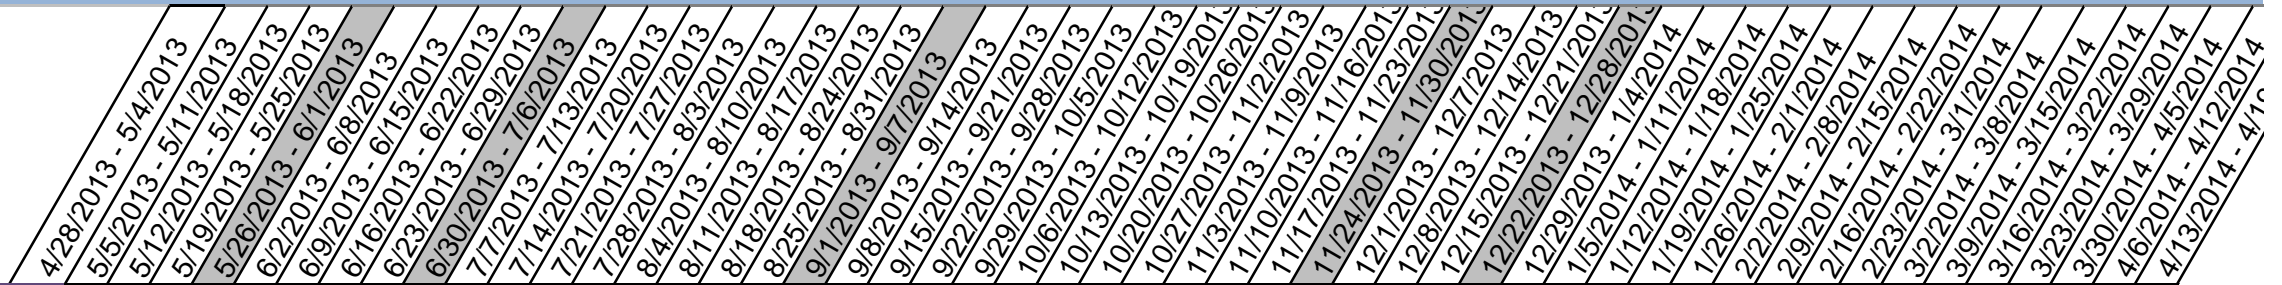 4/28/2013 - 5/4/2013
5/5/2013 - 5/11/2013
5/12/2013 - 5/18/2013
5/19/2013 - 5/25/2013
5/26/2013 - 6/1/2013
6/2/2013 - 6/8/2013
6/9/2013 - 6/15/2013
6/16/2013 - 6/22/2013
6/23/2013 - 6/29/2013
6/30/2013 - 7/6/2013
7/7/2013 - 7/13/2013
7/14/2013 - 7/20/2013
7/21/2013 - 7/27/2013
7/28/2013 - 8/3/2013
8/4/2013 - 8/10/2013
8/11/2013 - 8/17/2013
8/18/2013 - 8/24/2013
8/25/2013 - 8/31/2013
9/1/2013 - 9/7/2013
9/8/2013 - 9/14/2013
9/15/2013 - 9/21/2013
9/22/2013 - 9/28/2013
9/29/2013 - 10/5/2013
10/6/2013 - 10/12/2013
10/13/2013 - 10/19/2013
10/20/2013 - 10/26/2013
10/27/2013 - 11/2/2013
11/3/2013 - 11/9/2013
11/10/2013 - 11/16/2013
11/17/2013 - 11/23/2013
11/24/2013 - 11/30/2013
12/1/2013 - 12/7/2013
12/8/2013 - 12/14/2013
12/15/2013 - 12/21/2013
12/22/2013 - 12/28/2013
12/29/2013 - 1/4/2014
1/5/2014 - 1/11/2014
1/12/2014 - 1/18/2014
1/19/2014 - 1/25/2014
1/26/2014 - 2/1/2014
2/2/2014 - 2/8/2014
2/9/2014 - 2/15/2014
2/16/2014 - 2/22/2014
2/23/2014 - 3/1/2014
3/2/2014 - 3/8/2014
3/9/2014 - 3/15/2014
3/16/2014 - 3/22/2014
3/23/2014 - 3/29/2014
3/30/2014 - 4/5/2014
4/6/2014 - 4/12/2014
4/13/2014 -